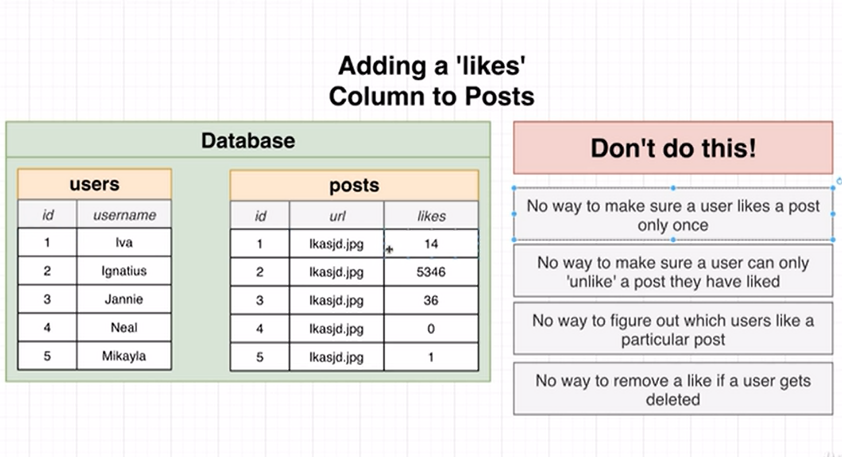 Adding a 'likes'
Column to Posts
Database
users
id username
1 Iva
2 Ignatius
3 Jannie
4 Neal
5 Mikayla
posts
id url likes
1 lkasjd.jpg 14
2 lkasjd.jpg 5346
3 lkasjd.jpg 36
4 lkasjd.jpg 0
5 lkasjd.jpg 1
Don't do this!
No way to make sure a user likes a post
only once
No way to make sure a user can only
'unlike' a post they have liked
No way to figure out which users like a
particular post
No way to remove a like if a user gets
deleted